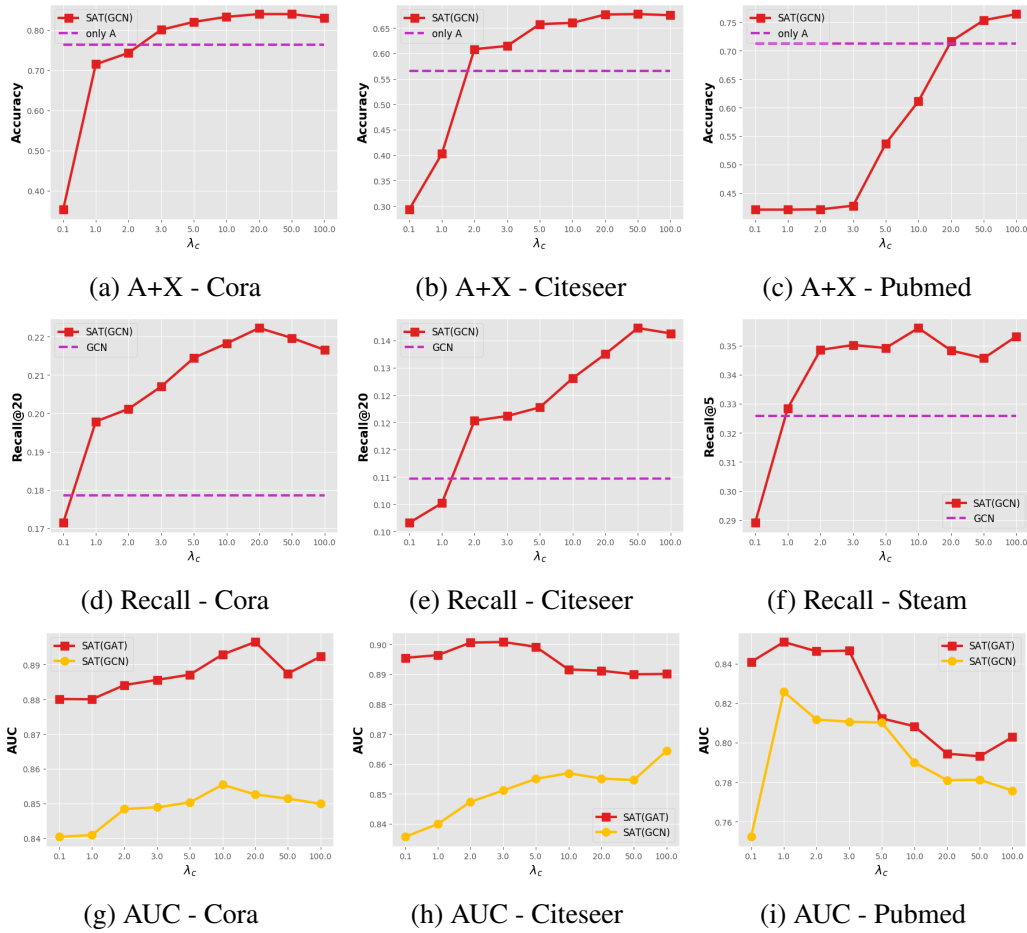 SAT(GCN)
only A
Accuracy
0.80
0.70
0.60
0.50
0.40
0.1 1.0 2.0 3.0 5.0 10.0 20.0 50.0 100.0
λc
(a) A+X - Cora
SAT(GCN)
only A
Accuracy
0.65
0.60
0.55
0.50
0.45
0.40
0.35
0.30
0.1 1.0 2.0 3.0 5.0 10.0 20.0 50.0 100.0
λc
(b) A+X - Citeseer
SAT(GCN)
only A
Accuracy
0.75
0.70
0.65
0.60
0.55
0.50
0.45
0.1 1.0 2.0 3.0 5.0 10.0 20.0 50.0 100.0
λc
(c) A+X - Pubmed
SAT(GCN)
GCN
Recall@20
0.22
0.21
0.20
0.19
0.18
0.17
0.1 1.0 2.0 3.0 5.0 10.0 20.0 50.0 100.0
λc
(d) Recall - Cora
SAT(GCN)
GCN
Recall@20
0.14
0.13
0.12
0.12
0.11
0.10
0.1 1.0 2.0 3.0 5.0 10.0 20.0 50.0 100.0
λc
(e) Recall - Citeseer
SAT(GCN)
GCN
Recall@5
0.35
0.34
0.33
0.32
0.31
0.30
0.29
0.1 1.0 2.0 3.0 5.0 10.0 20.0 50.0 100.0
λc
(f) Recall - Steam
SAT(GAT)
SAT(GCN)
AUC
0.89
0.88
0.87
0.86
0.85
0.84
0.1 1.0 2.0 3.0 5.0 10.0 20.0 50.0 100.0
λc
(g) AUC - Cora
SAT(GAT)
SAT(GCN)
AUC
0.90
0.89
0.88
0.87
0.86
0.85
0.84
0.1 1.0 2.0 3.0 5.0 10.0 20.0 50.0 100.0
λc
(h) AUC - Citeseer
SAT(GAT)
SAT(GCN)
AUC
0.84
0.82
0.80
0.78
0.76
0.1 1.0 2.0 3.0 5.0 10.0 20.0 50.0 100.0
λc
(i) AUC - Pubmed